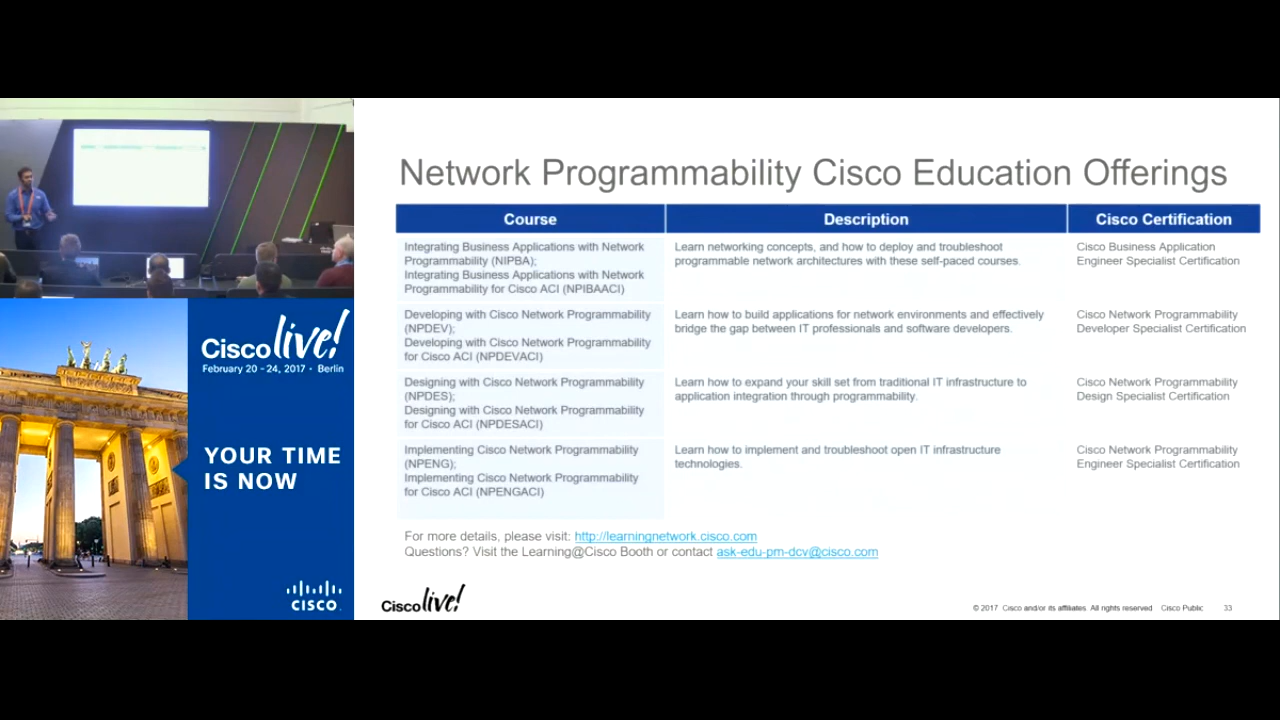 Network Programmability Cisco Education Offerings
Course
Description
Cisco Certification
Integrating Business Applications with Network
Programmability (NIPBA);
Integrating Business Applications with Network
Programmability for Cisco ACI (NPIBAACI)
Learn networking concepts, and how to deploy and troubleshoot
programmable network architectures with these self-paced courses.
Cisco Business Application
Engineer Specialist Certification
Developing with Cisco Network Programmability
(NPDEV);
Developing with Cisco Network Programmability
for Cisco ACI (NPDEVACI)
Learn how to build applications for network environments and effectively
bridge the gap between IT professionals and software developers.
Cisco Network Programmability
Developer Specialist Certification
Designing with Cisco Network Programmability
(NPDES);
Designing with Cisco Network Programmability
for Cisco ACI (NPDESACI)
Learn how to expand your skill set from traditional IT infrastructure to
application integration through programmability.
Cisco Network Programmability
Design Specialist Certification
Implementing Cisco Network Programmability
(NPENG);
Implementing Cisco Network Programmability
for Cisco ACI (NPENGACI)
Learn how to implement and troubleshoot open IT infrastructure
technologies.
Cisco Network Programmability
Engineer Specialist Certification
For more details, please visit: http://learningnetwork.cisco.com
Questions? Visit the Learning@Cisco Booth or contact ask-edu-pm-dcv@cisco.com
Cisco live!
© 2017 Cisco and/or its affiliates. All rights reserved. Cisco Public
33
Cisco live!
February 20 - 24, 2017 · Berlin
YOUR TIME
IS NOW
CISCO.